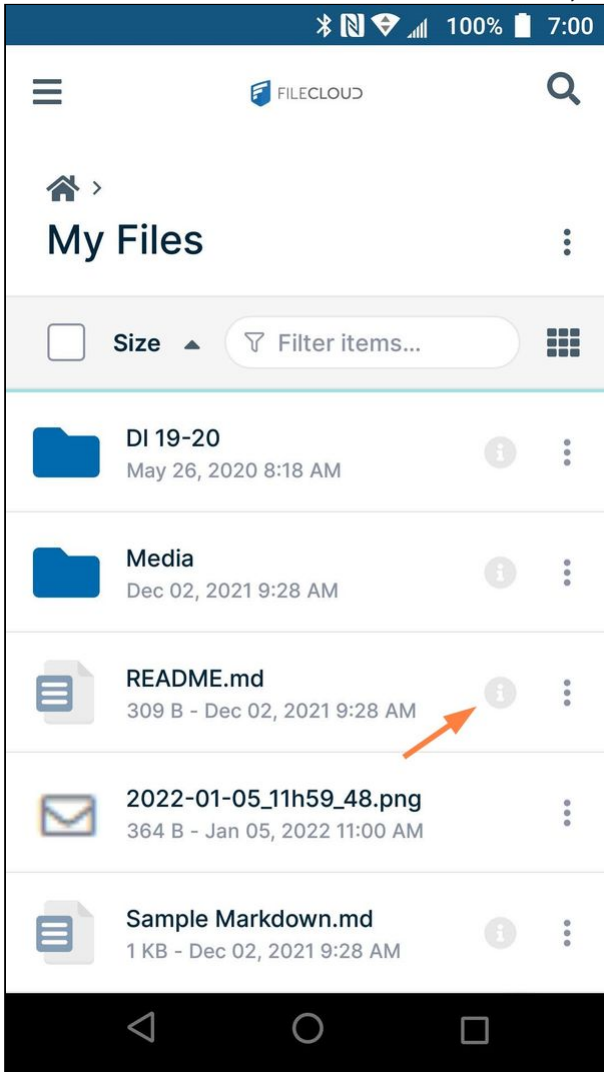 100% 7:00
FILECLOUD
My Files
Size Filter items...
DI 19-20
May 26, 2020 8:18 AM
Media
Dec 02, 2021 9:28 AM
README.md
309 B - Dec 02, 2021 9:28 AM
2022-01-05_11h59_48.png
364 B - Jan 05, 2022 11:00 AM
Sample Markdown.md
1 KB - Dec 02, 2021 9:28 AM